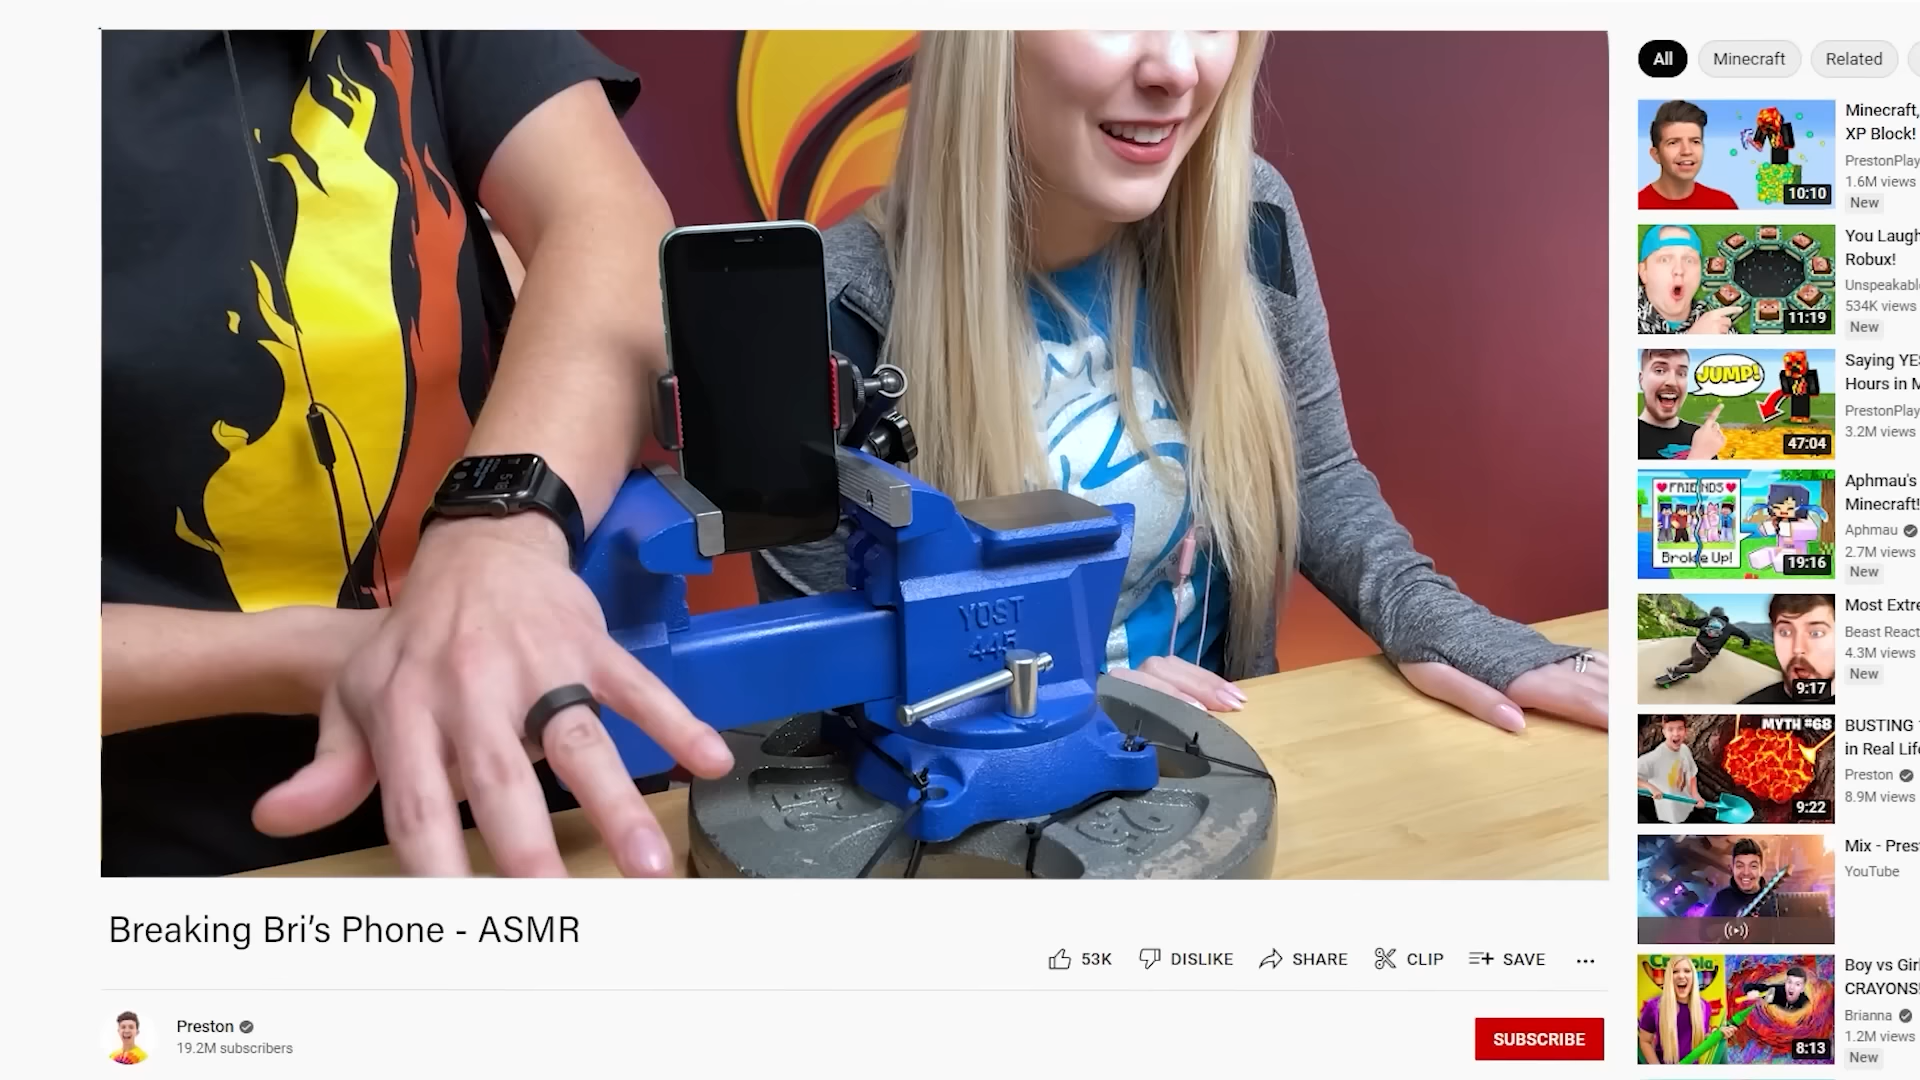 YOST
445
Breaking Bri's Phone - ASMR
53K
DISLIKE
SHARE
CLIP
SAVE
Preston
19.2M subscribers
SUBSCRIBE
All
Minecraft
Related
Minecraft,
XP Block!
PrestonPlay
1.6M views
New
10:10
You Laugh
Robux!
Unspeakabl
534K views
New
11:19
JUMP!
Saying YES
Hours in M
PrestonPlay
3.2M views
47:04
FRIENDS
Broke Up!
Aphmau's
Minecraft!
Aphmau
2.7M views
New
19:16
Most Extre
Beast React
4.3M views
New
9:17
MYTH #68
BUSTING
in Real Life
Preston
8.9M views
9:22
Mix - Pres
YouTube
Boy vs Girl
CRAYONS!
Brianna
1.2M views
New
8:13